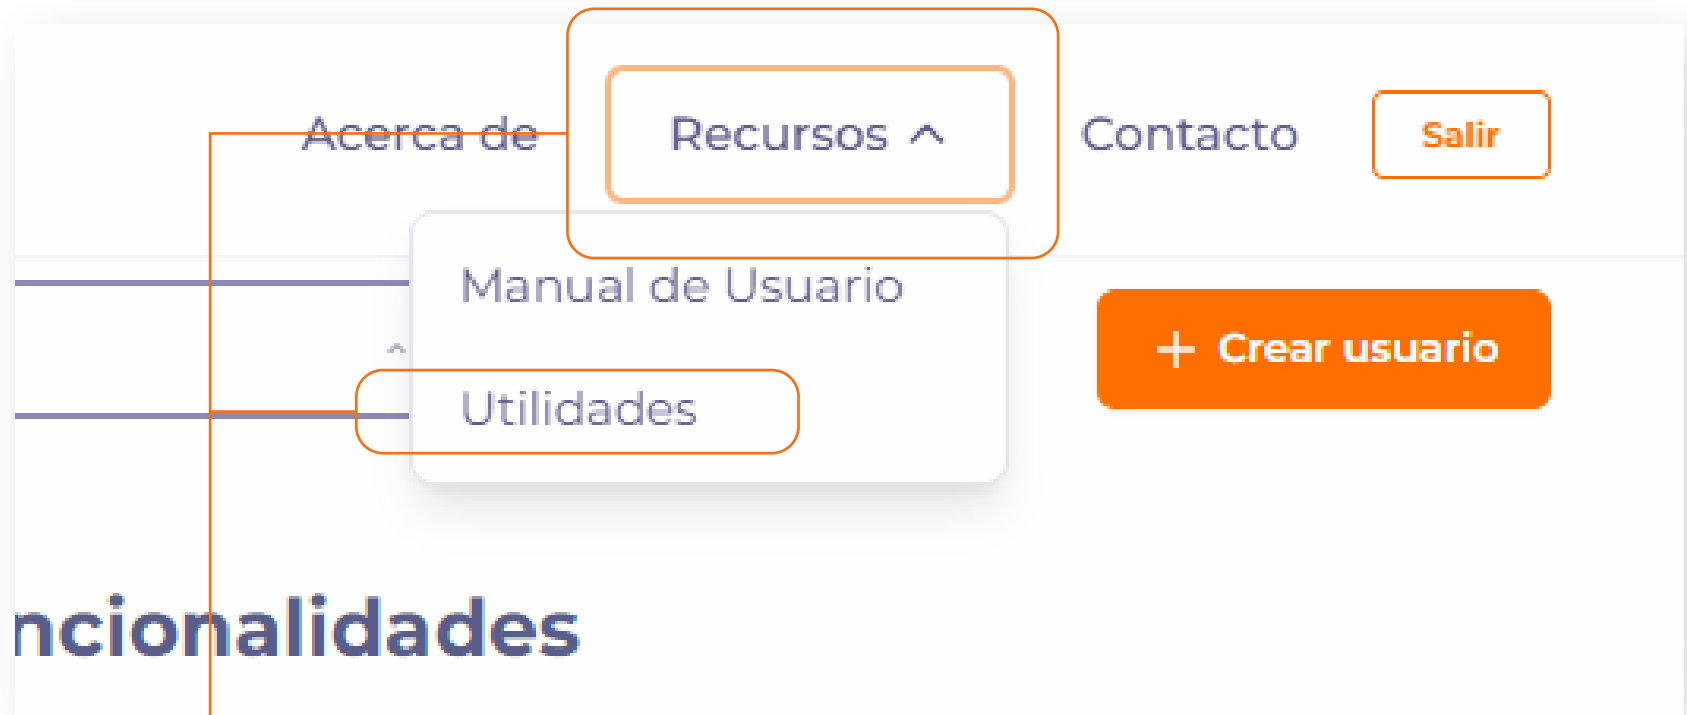 Acerca de
Recursos
Contacto
Salir
Manual de Usuario
Crear usuario
Utilidades
ncionalidades